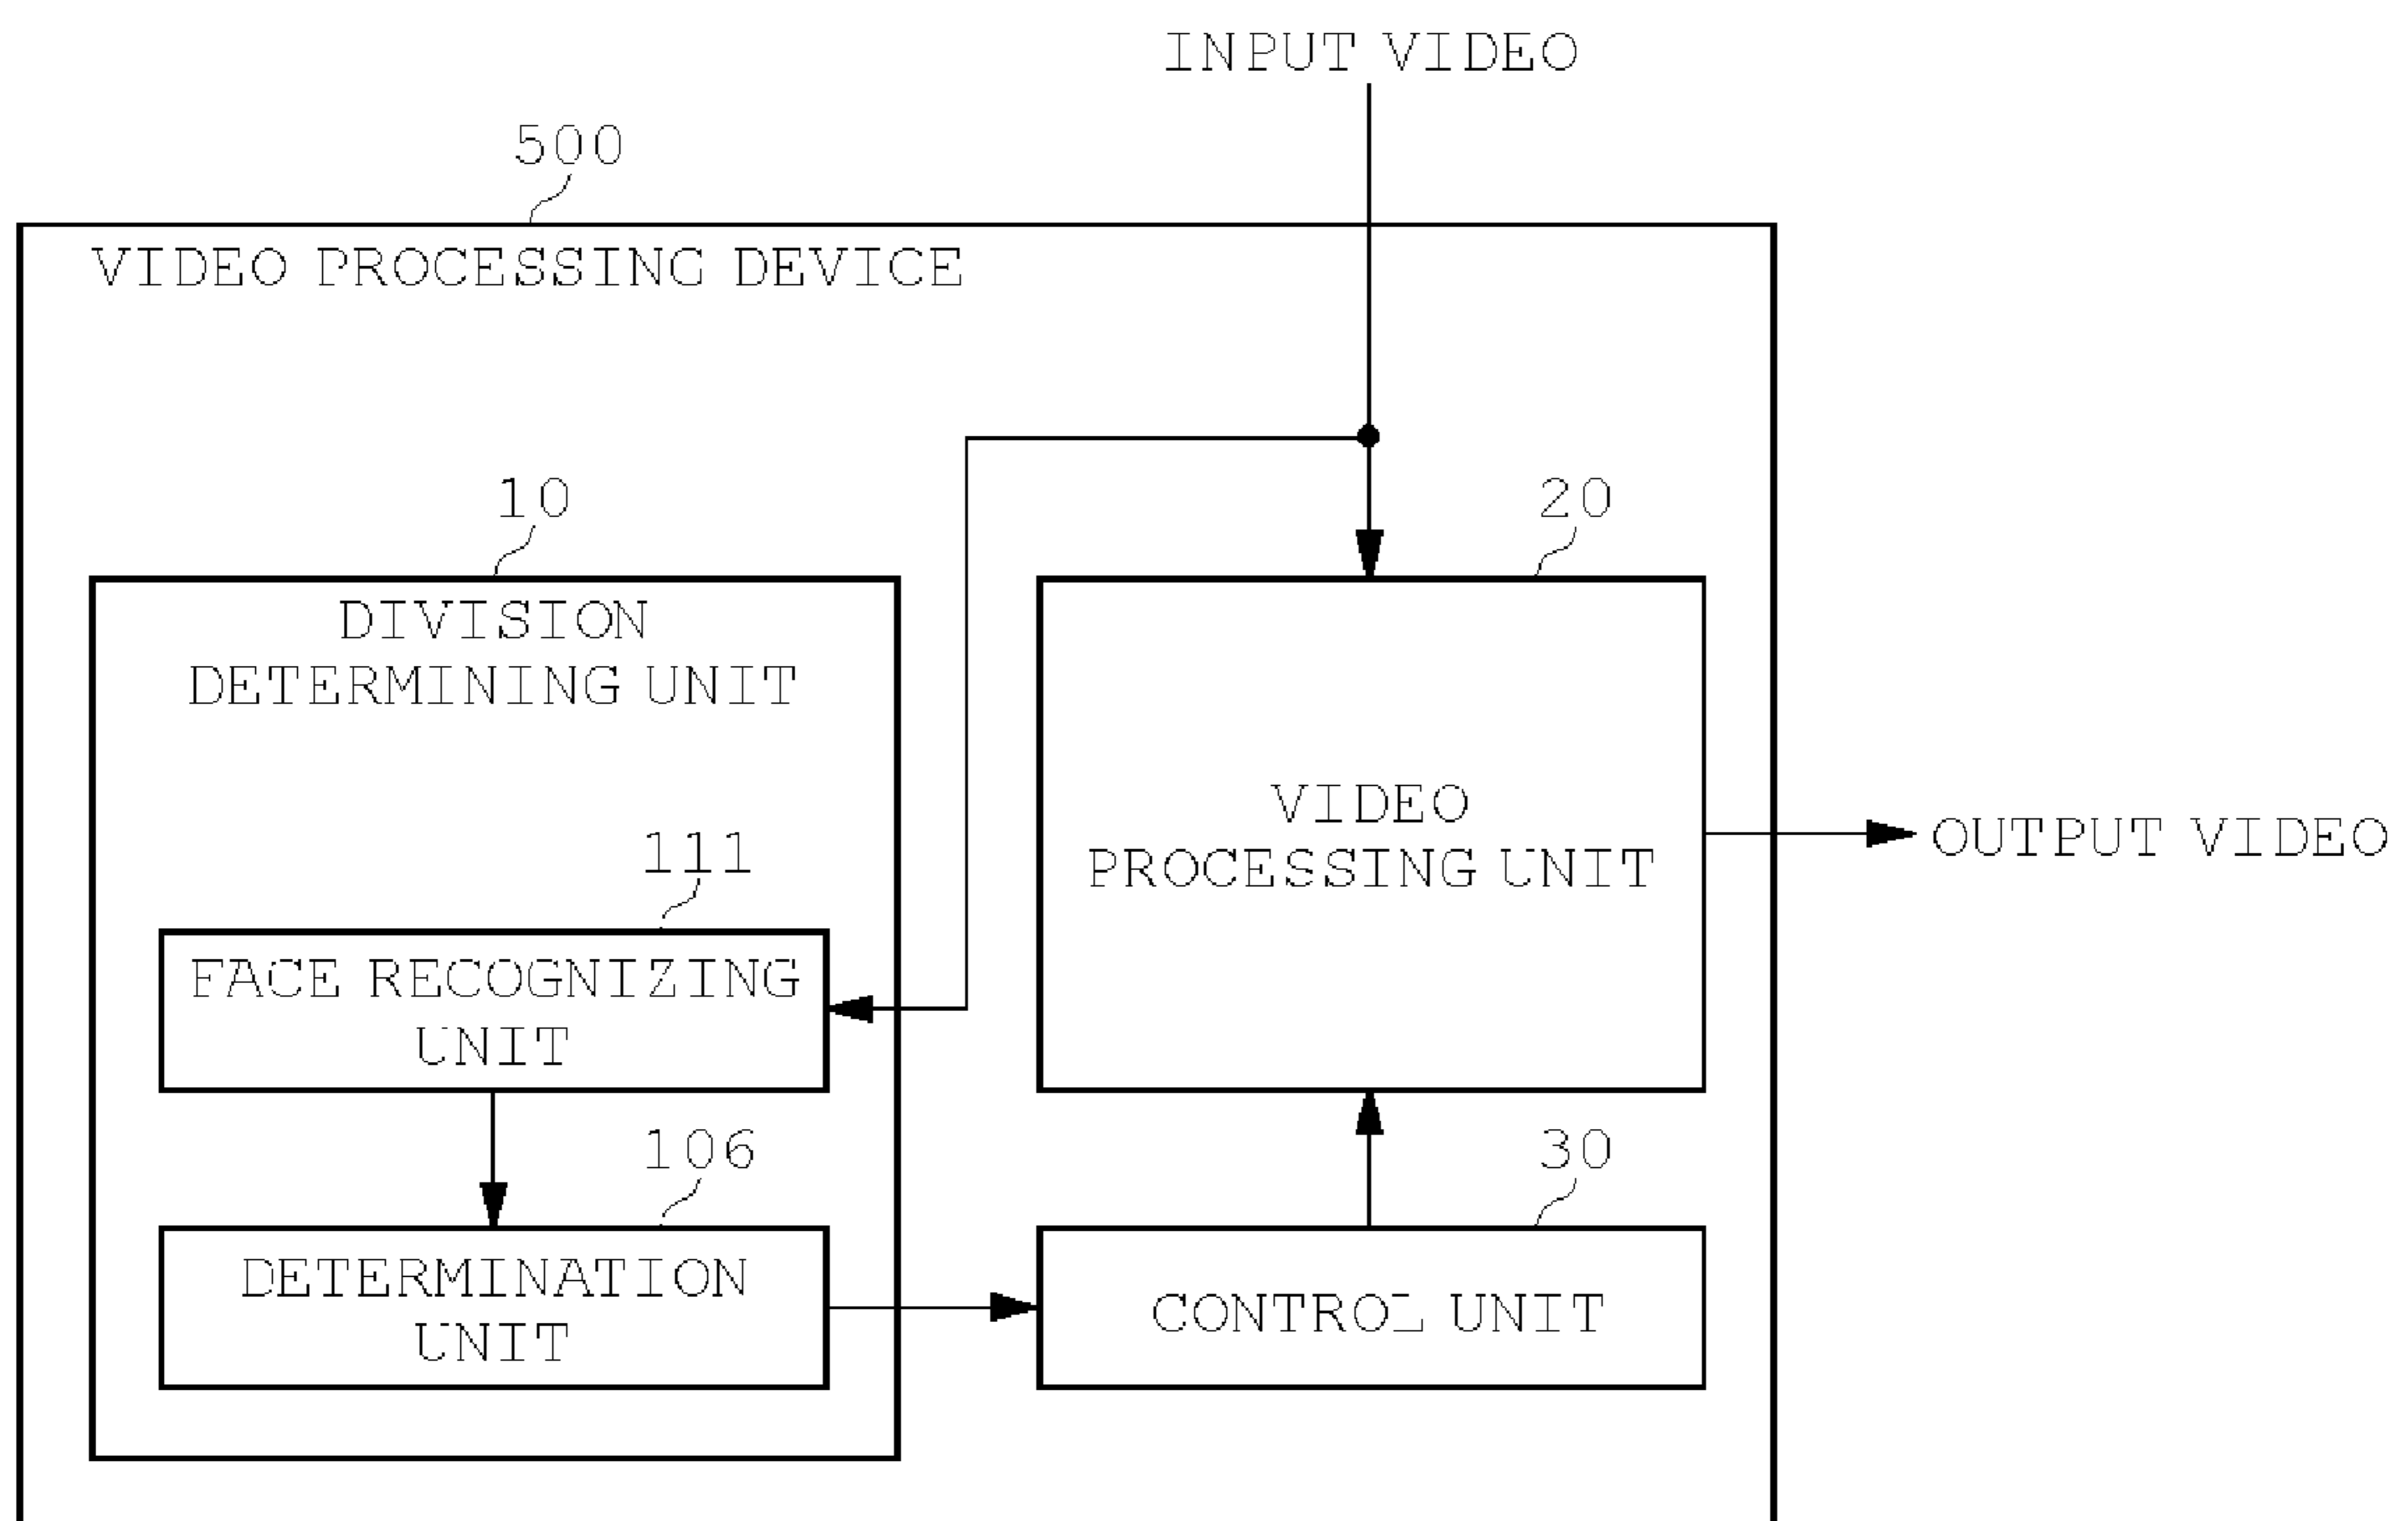 INPUT VIDEO
500
VIDEO PROCESSING DEVICE
10
20
DIVISION
DETERMINING UNIT
VIDEO
PROCESSING UNIT
OUTPUT VIDEO
111
FACE RECOGNIZING
UNIT
106
30
DETERMINATION
UNIT
CONTROL UNIT